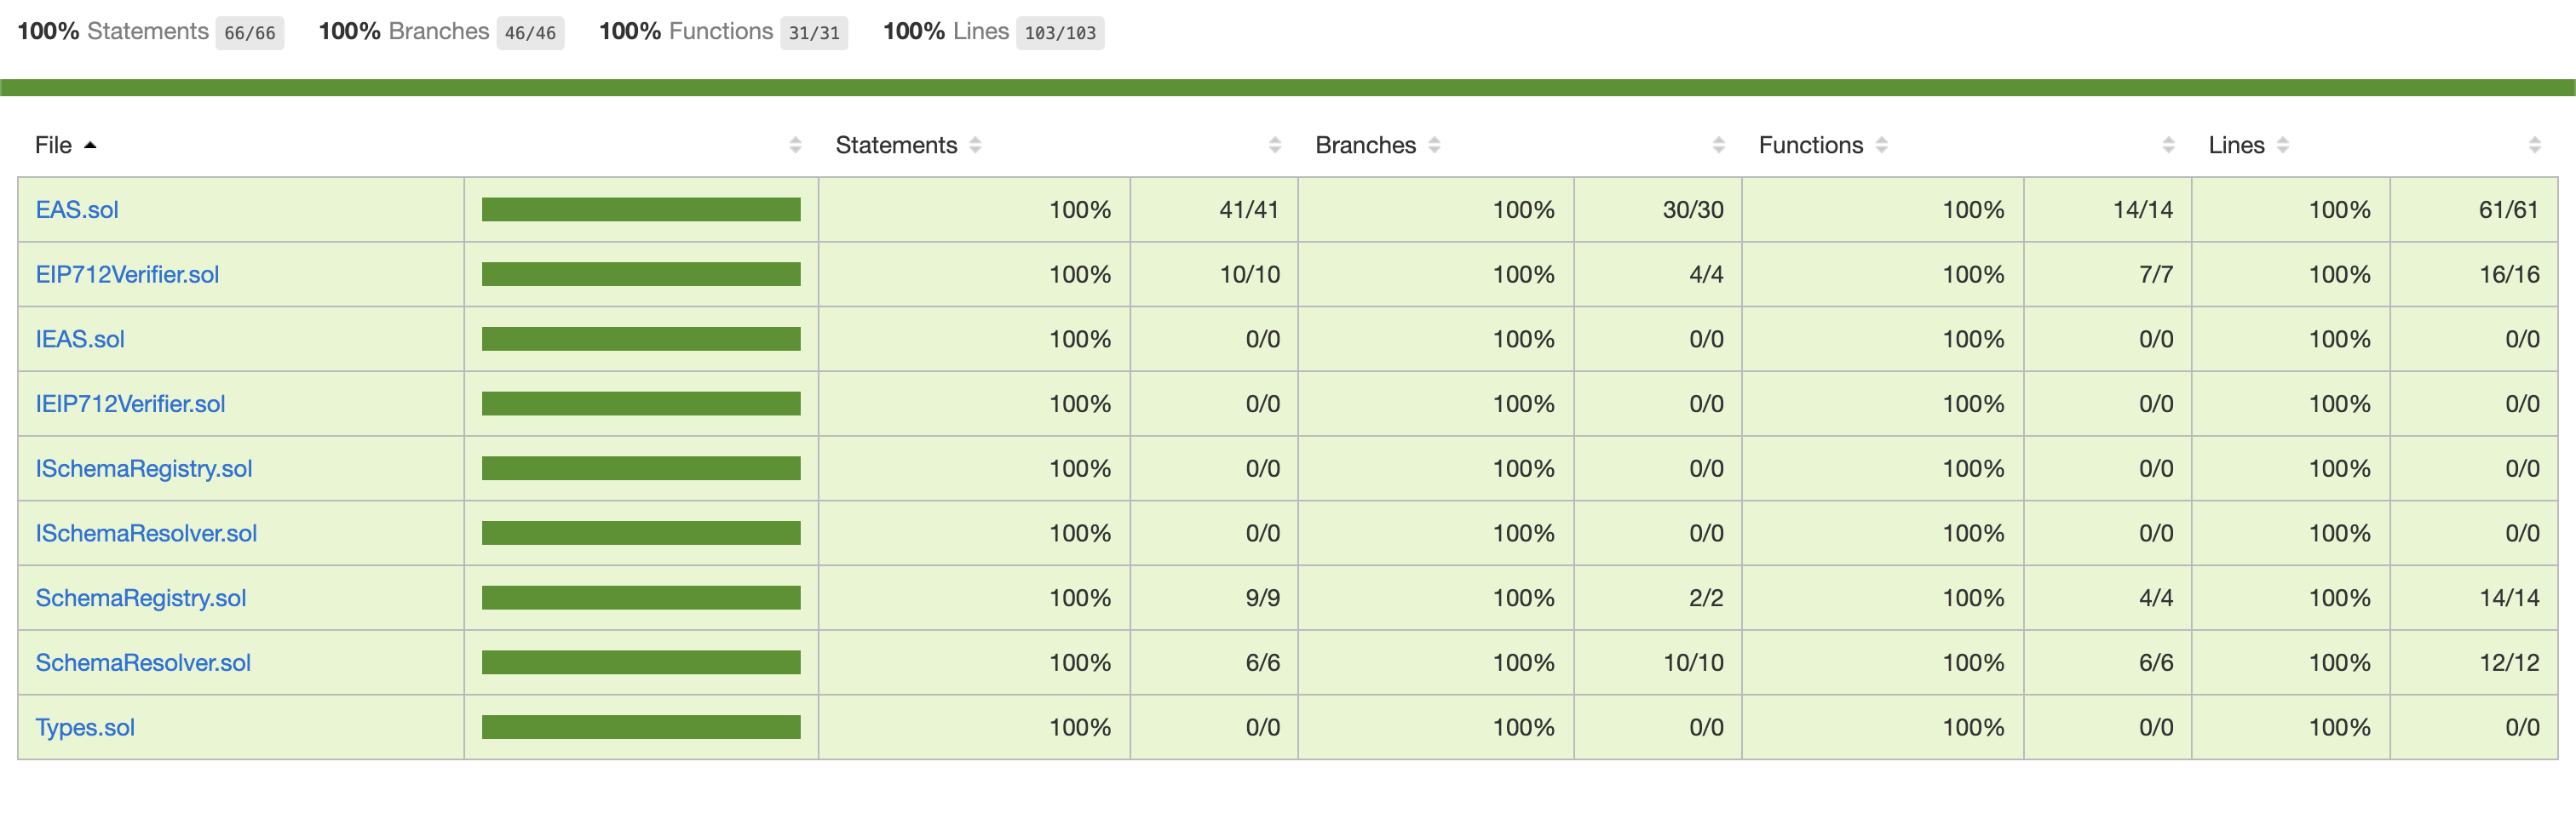 100% Statements 66/66 100% Branches 46/46 100% Functions 31/31 100% Lines 103/103
File Statements Branches Functions Lines
EAS.sol 100% 41/41 100% 30/30 100% 14/14 100% 61/61
EIP712Verifier.sol 100% 10/10 100% 4/4 100% 7/7 100% 16/16
IEAS.sol 100% 0/0 100% 0/0 100% 0/0 100% 0/0
IEIP712Verifier.sol 100% 0/0 100% 0/0 100% 0/0 100% 0/0
ISchemaRegistry.sol 100% 0/0 100% 0/0 100% 0/0 100% 0/0
ISchemaResolver.sol 100% 0/0 100% 0/0 100% 0/0 100% 0/0
SchemaRegistry.sol 100% 9/9 100% 2/2 100% 4/4 100% 14/14
SchemaResolver.sol 100% 6/6 100% 10/10 100% 6/6 100% 12/12
Types.sol 100% 0/0 100% 0/0 100% 0/0 100% 0/0